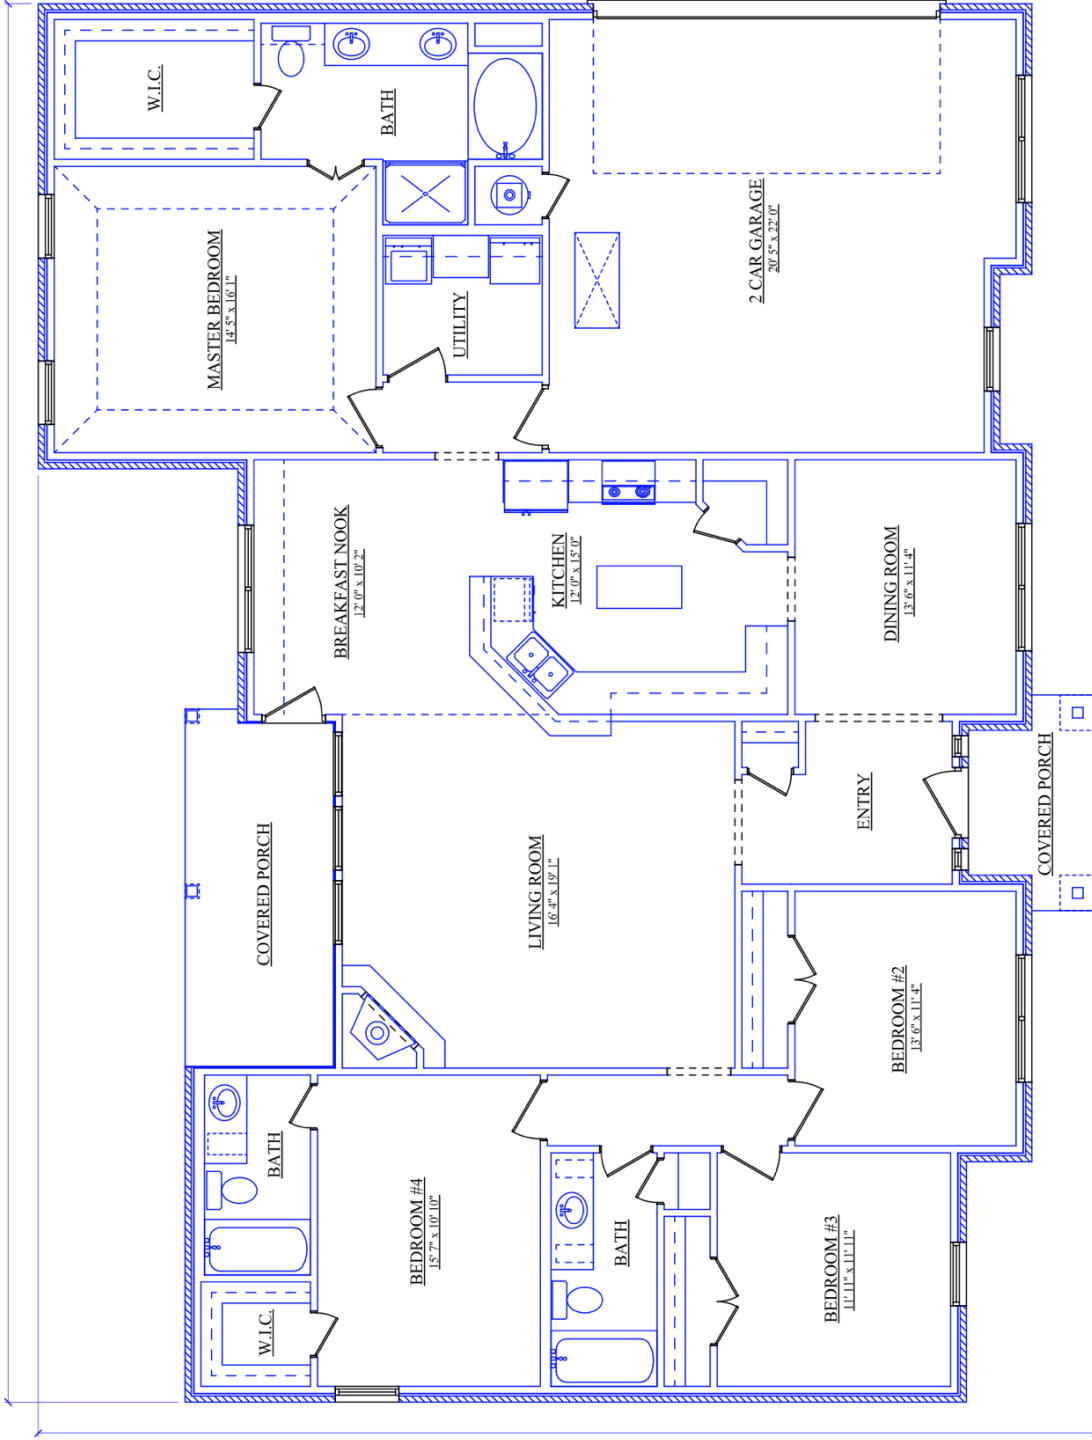 W.I.C.
BATH
MASTER BEDROOM
14' 5" x 16' 1"
UTILITY
2 CAR GARAGE
20' 5" x 22' 0"
BREAKFAST NOOK
12' 0" x 10' 2"
KITCHEN
12' 0" x 15' 0"
DINING ROOM
13' 6" x 11' 4"
COVERED PORCH
LIVING ROOM
16' 4" x 19' 1"
ENTRY
COVERED PORCH
BEDROOM #2
13' 6" x 11' 4"
BATH
BEDROOM #4
15' 7" x 10' 10"
W.I.C.
BATH
BEDROOM #3
11' 11" x 11' 11"